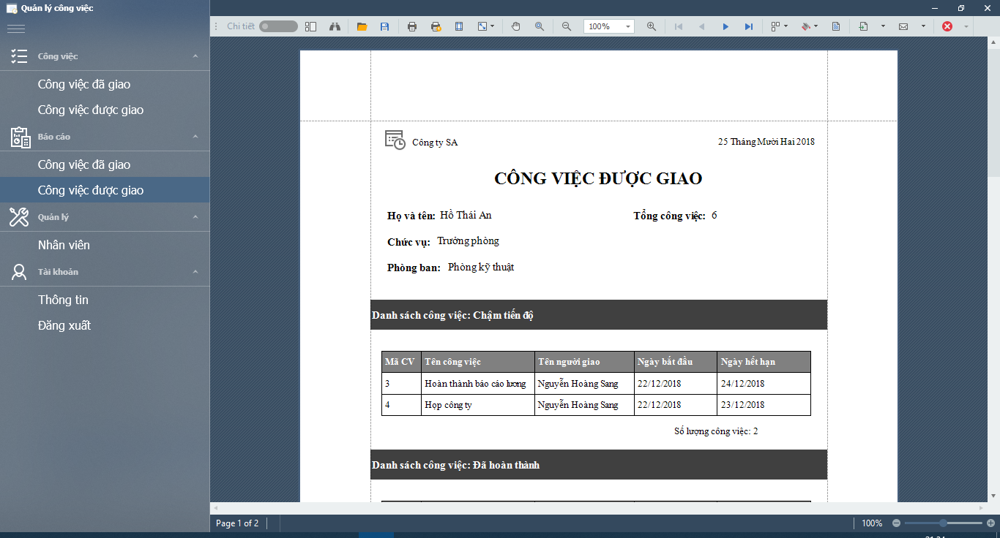 Quản lý công việc
Chi tiết
100%
Công việc
Công việc đã giao
Công việc được giao
Báo cáo
Công việc đã giao
Công việc được giao
Quản lý
Nhân viên
Tài khoản
Thông tin
Đăng xuất
Công ty SA
25 Tháng Mười Hai 2018
CÔNG VIỆC ĐƯỢC GIAO
Họ và tên: Hồ Thái An
Tổng công việc: 6
Chức vụ: Trưởng phòng
Phòng ban: Phòng kỹ thuật
Danh sách công việc: Chậm tiến độ
Mã CV Tên công việc Tên người giao Ngày bắt đầu Ngày hết hạn
3 Hoàn thành báo cáo lương Nguyễn Hoàng Sang 22/12/2018 24/12/2018
4 Họp công ty Nguyễn Hoàng Sang 22/12/2018 23/12/2018
Số lượng công việc: 2
Danh sách công việc: Đã hoàn thành
Page 1 of 2
100%